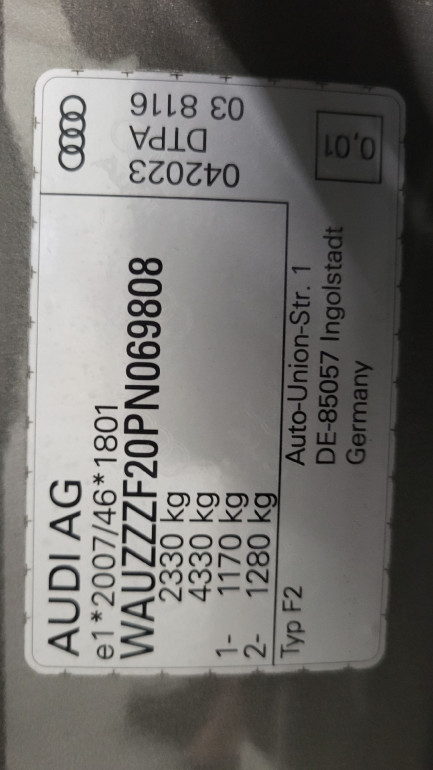 AUDI AG
e1*2007/46*1801
WAUZZZF20PN069808
2330 kg
4330 kg
1- 1170 kg
2- 1280 kg
Typ F2
Auto-Union-Str. 1
DE-85057 Ingolstadt
Germany
042023
DTPA
03 8116
0,01